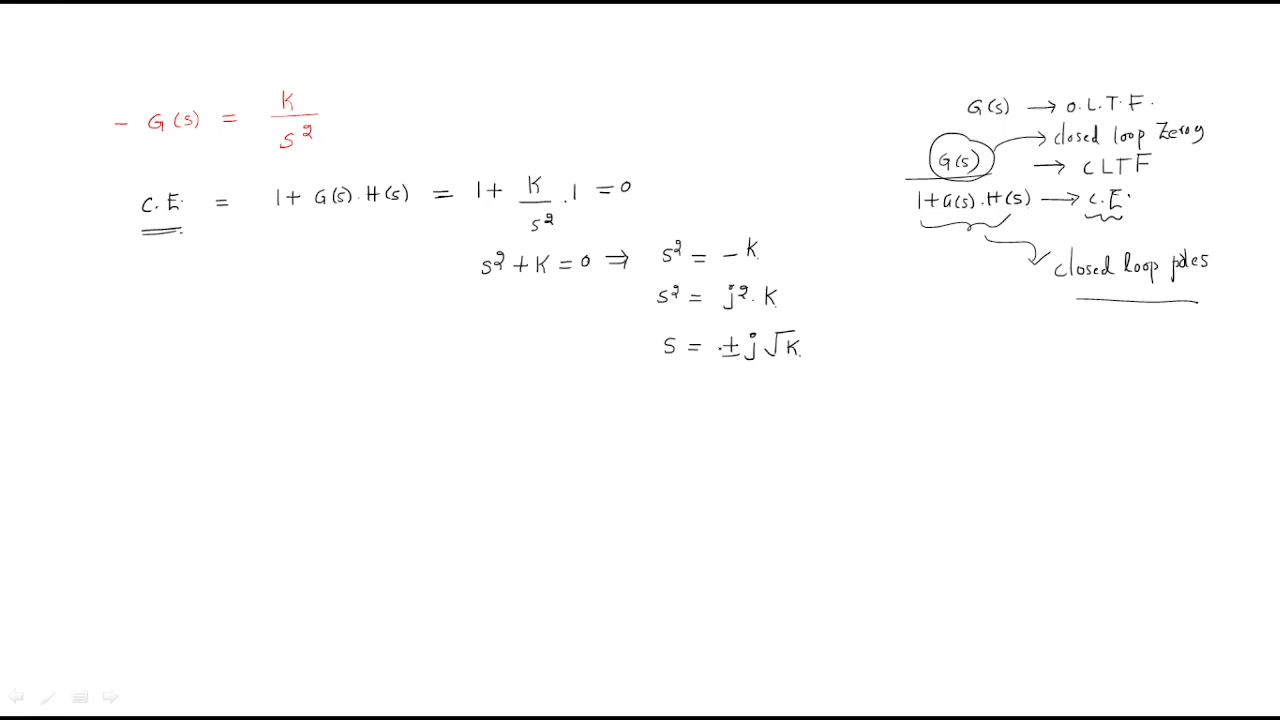 - G(s) = K / s²
C.E. = 1 + G(s).H(s) = 1 + K / s² . 1 = 0
s² + K = 0 ⇒ s² = - K
s² = j². K
s = ± j √K
G(s) → O.L.T.F.
closed loop zeros
G(s) / 1+G(s).H(s) → CLTF
→ C.E.
closed loop poles